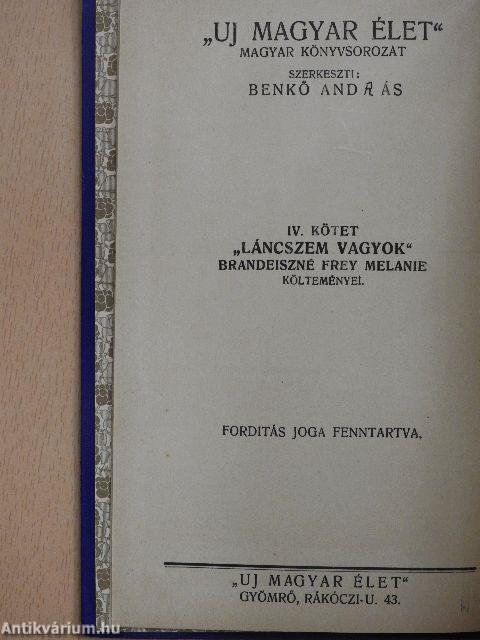 „UJ MAGYAR ÉLET“
MAGYAR KÖNYVSOROZAT
SZERKESZTI:
BENKŐ ANDRÁS
IV. KÖTET
„LÁNCSZEM VAGYOK“
BRANDEISZNÉ FREY MELANIE
KÖLTEMÉNYEI.
FORDITÁS JOGA FENNTARTVA.
„UJ MAGYAR ÉLET“
GYÖMRŐ, RÁKÓCZI-U. 43.
Antikvárium.hu